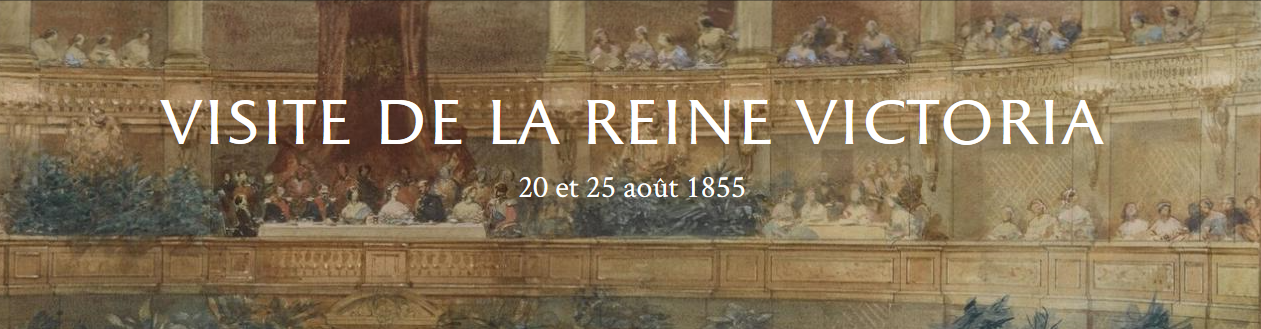 VISITE DE LA REINE VICTORIA
20 et 25 août 1855